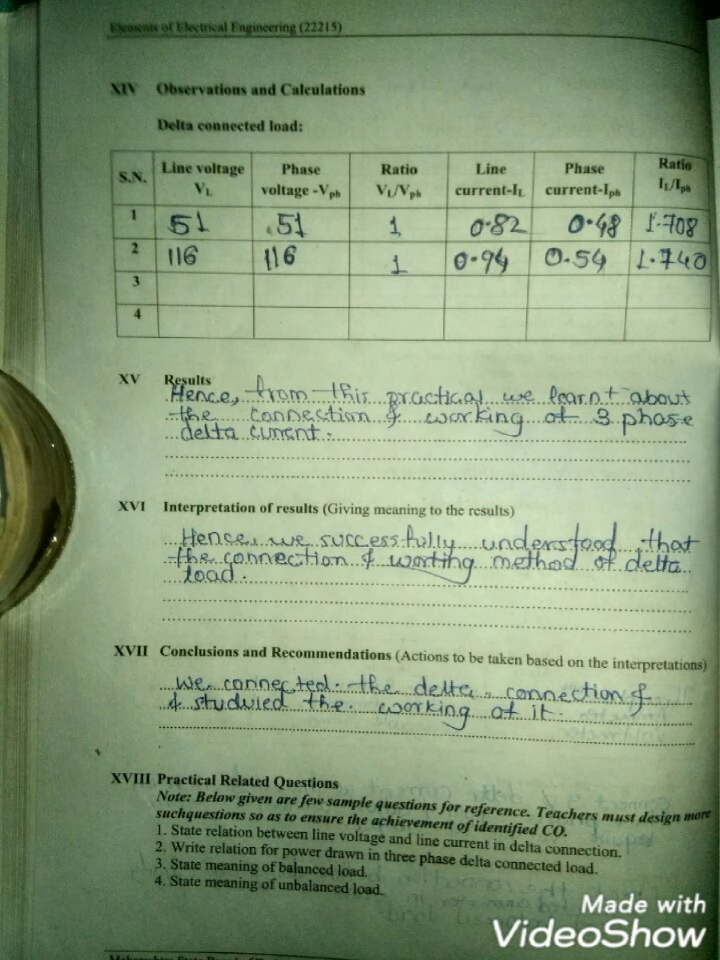 Elements of Electrical Engineering (22215)
XIV Observations and Calculations
Delta connected load:
S.N. Line voltage VL Phase voltage -Vph Ratio VL/Vph Line current-IL Phase current-Iph Ratio IL/Iph
1 51 51 1 0.82 0.48 1.708
2 116 116 1 0.94 0.54 1.740
3
4
XV Results
Hence, from this practical we learnt about
the connection & working of 3 phase
delta current.
XVI Interpretation of results (Giving meaning to the results)
Hence, we successfully understood that
the connection & working method of delta
load.
XVII Conclusions and Recommendations (Actions to be taken based on the interpretations)
We connected the delta connection &
& studied the working of it.
XVIII Practical Related Questions
Note: Below given are few sample questions for reference. Teachers must design more
suchquestions so as to ensure the achievement of identified CO.
1. State relation between line voltage and line current in delta connection.
2. Write relation for power drawn in three phase delta connected load.
3. State meaning of balanced load.
4. State meaning of unbalanced load.
Made with
VideoShow